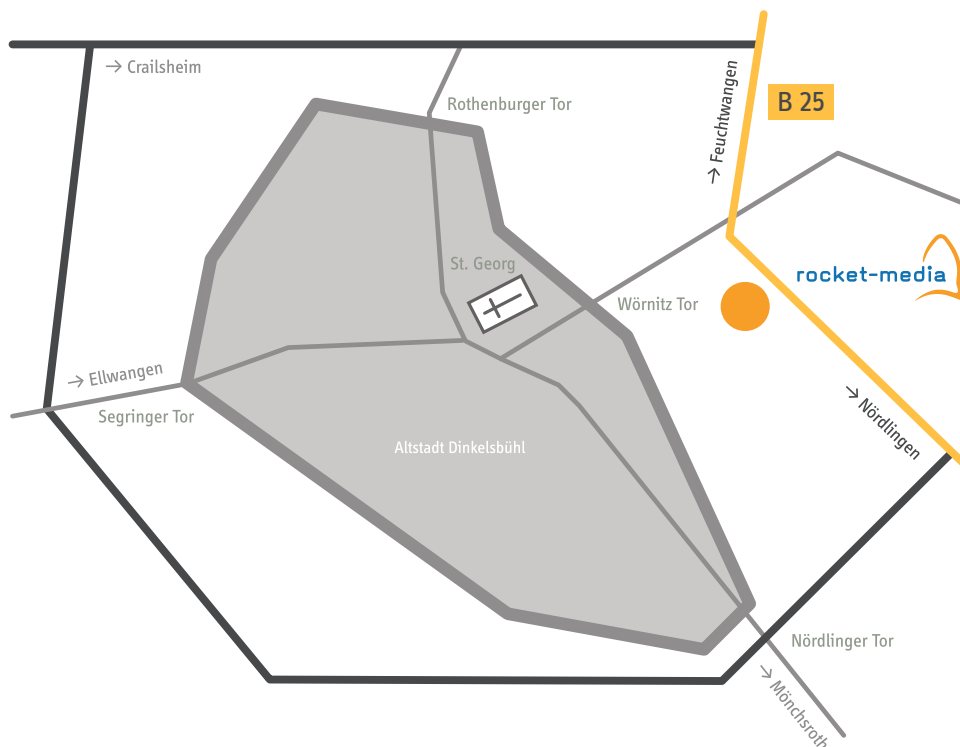 → Crailsheim
Rothenburger Tor
→ Feuchtwangen
B 25
St. Georg
rocket-media
Wörnitz Tor
→ Ellwangen
Segringer Tor
→ Nördlingen
Altstadt Dinkelsbühl
Nördlinger Tor
→ Mönchsroth